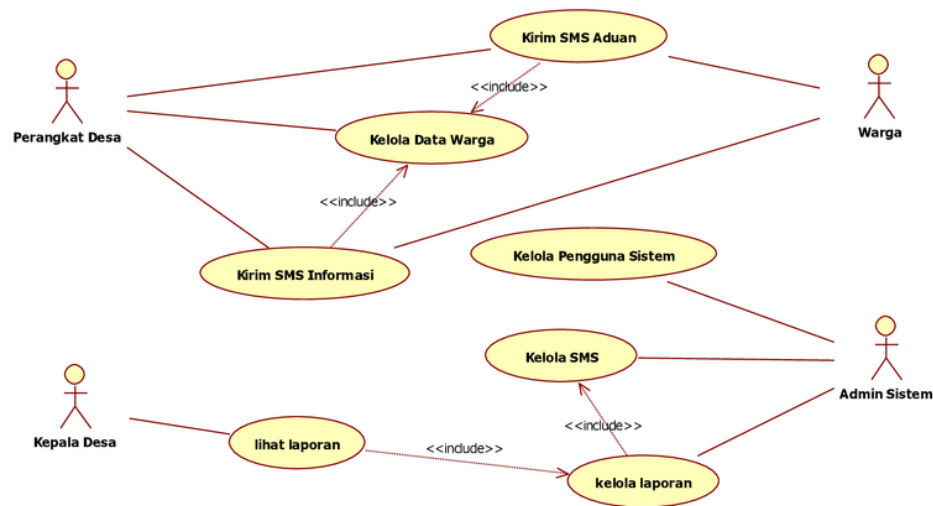 Kirim SMS Aduan
<<include>>
Perangkat Desa
Warga
Kelola Data Warga
<<include>>
Kelola Pengguna Sistem
Kirim SMS Informasi
Kelola SMS
Admin Sistem
<<include>>
Kepala Desa
lihat laporan
<<include>>
kelola laporan